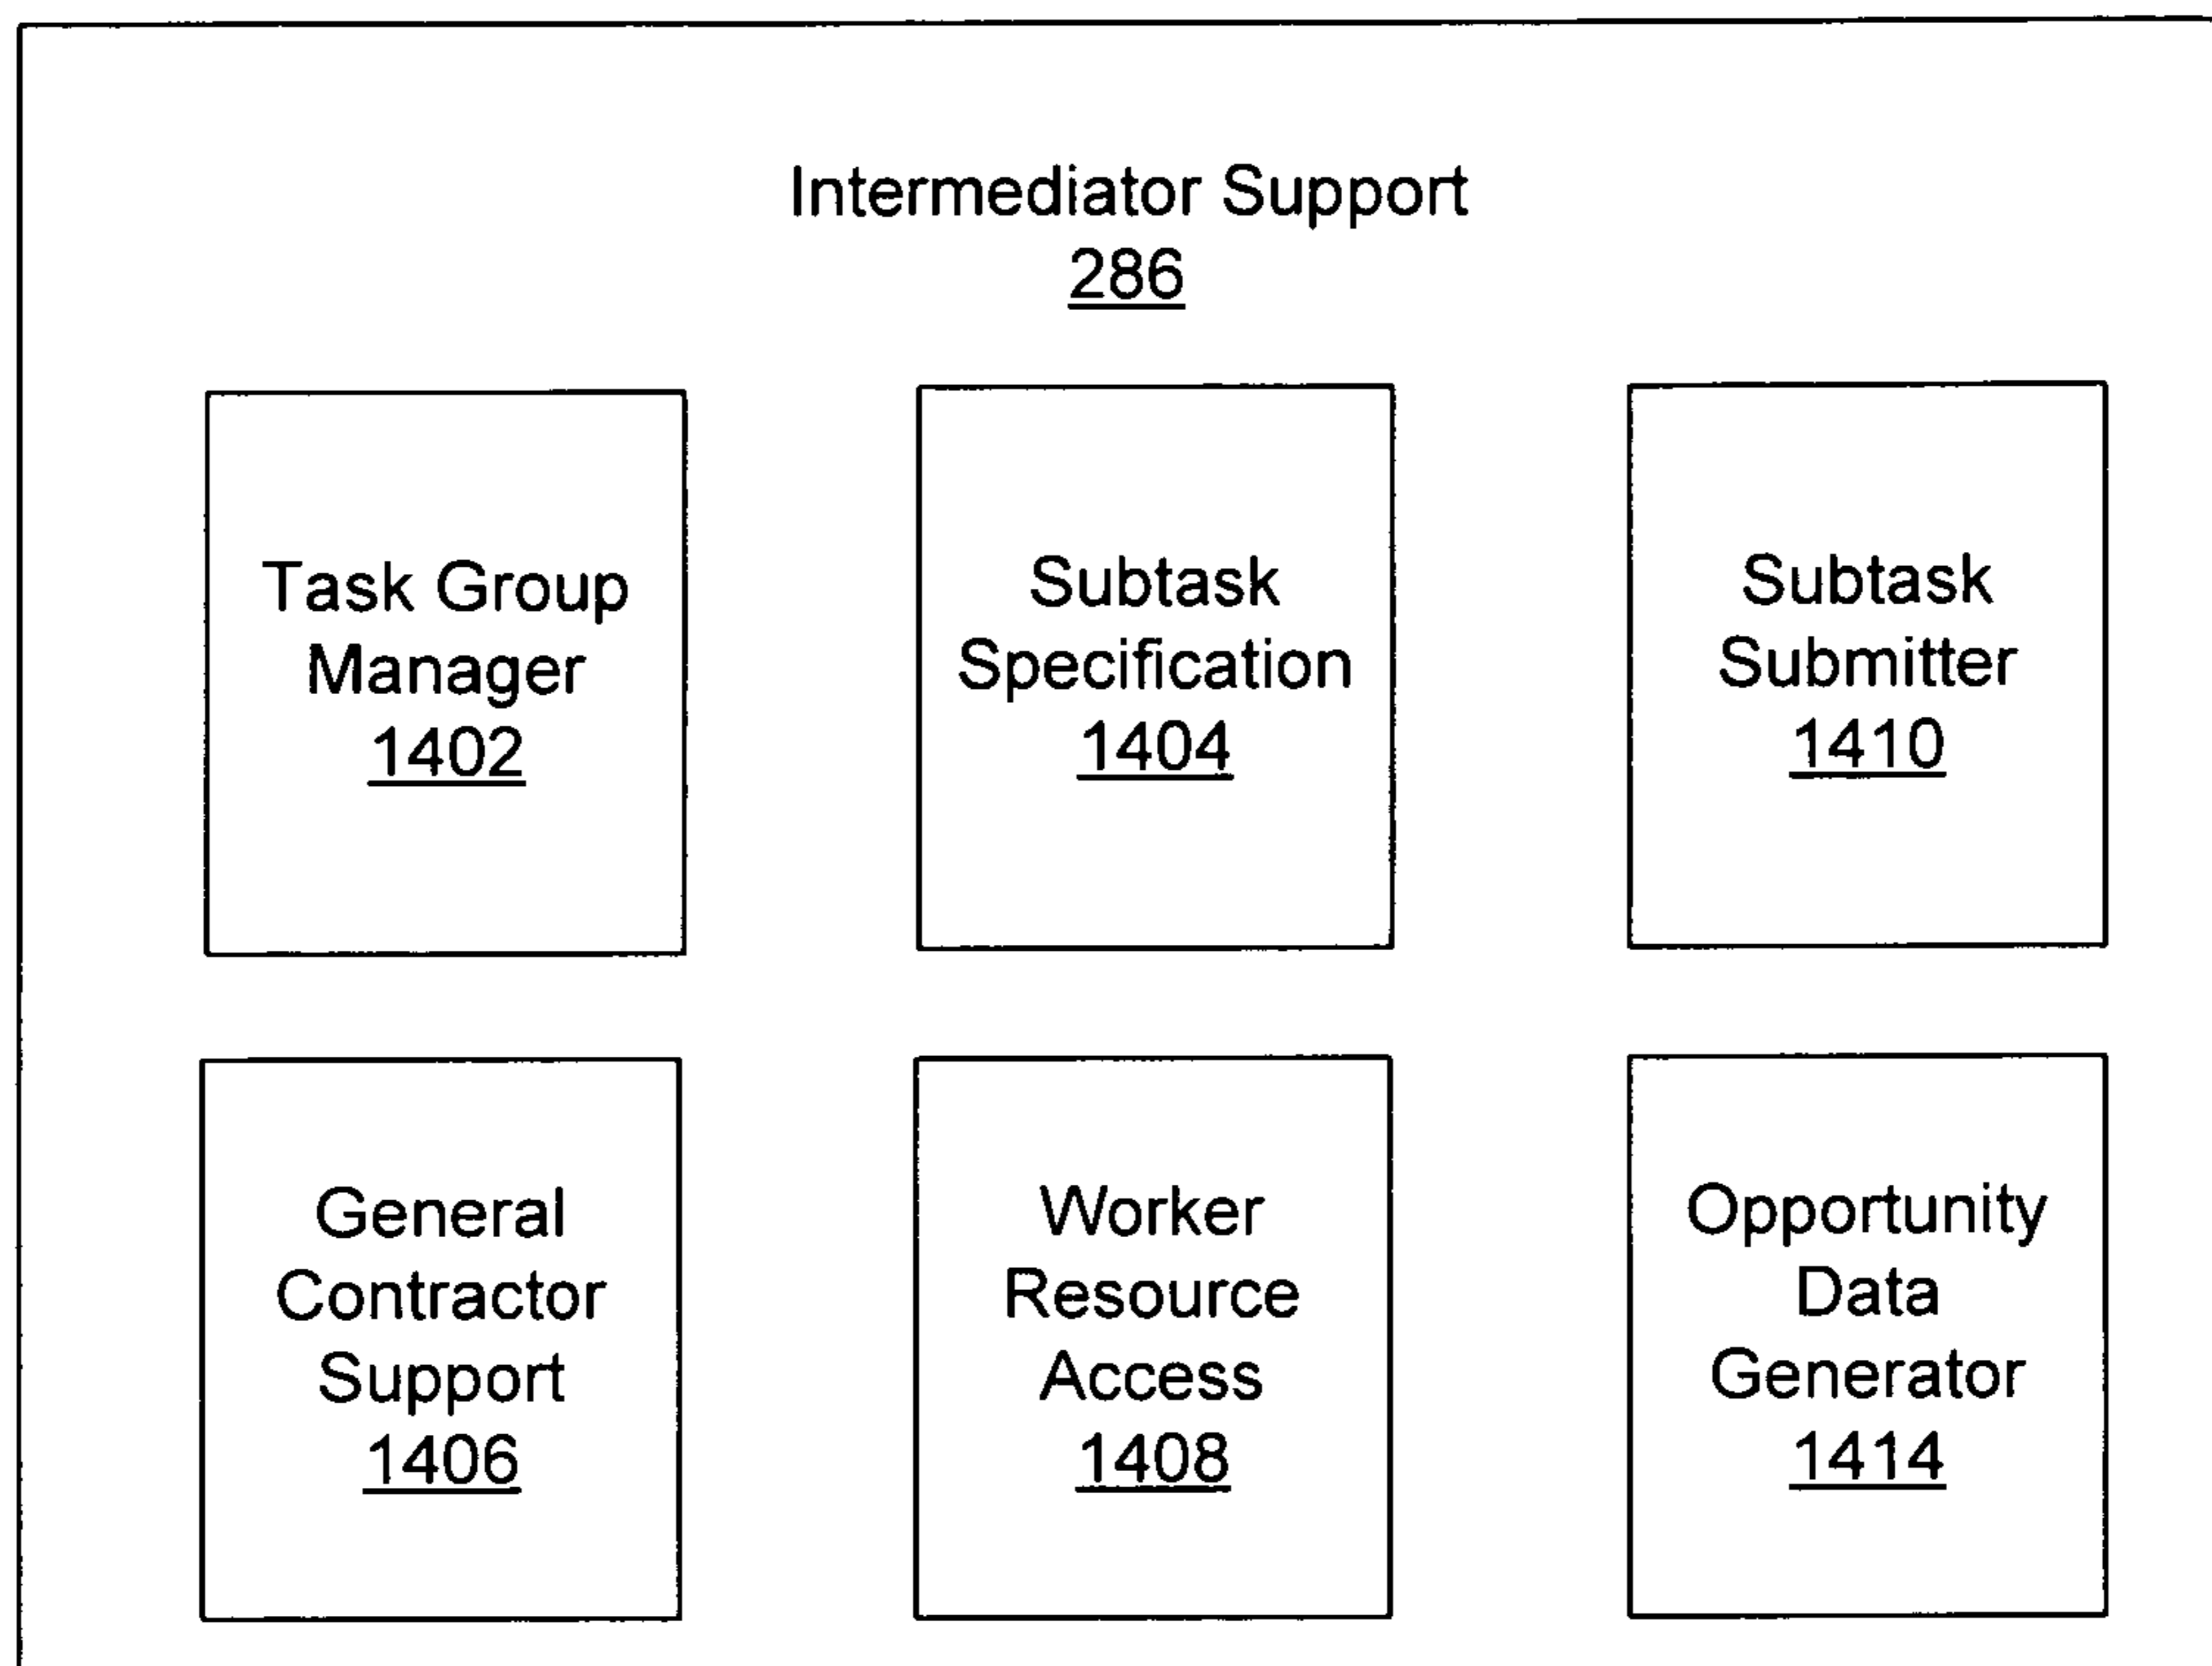 Intermediator Support
286
Task Group
Manager
1402
Subtask
Specification
1404
Subtask
Submitter
1410
General
Contractor
Support
1406
Worker
Resource
Access
1408
Opportunity
Data
Generator
1414